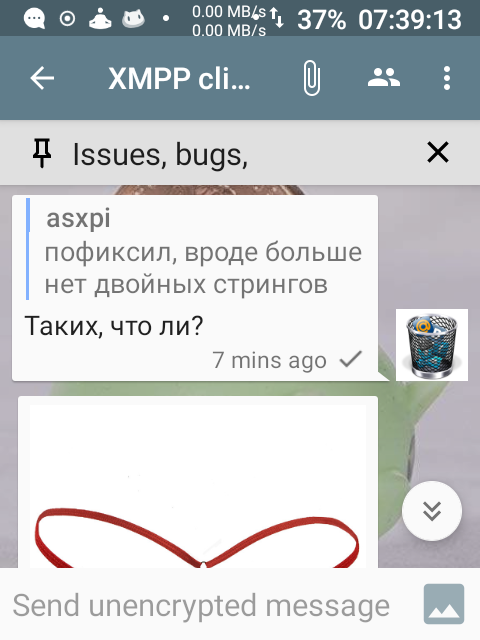 0.00 MB/s
0.00 MB/s
37% 07:39:13
XMPP cli...
Issues, bugs,
asxpi
пофиксил, вроде больше
нет двойных стрингов
Таких, что ли?
7 mins ago
Send unencrypted message